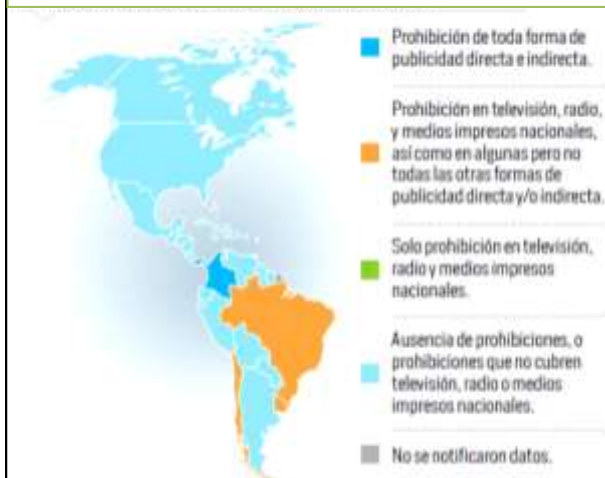 Prohibición de toda forma de
publicidad directa e indirecta.
Prohibición en televisión, radio,
y medios impresos nacionales,
así como en algunas pero no
todas las otras formas de
publicidad directa y/o indirecta.
Solo prohibición en televisión,
radio y medios impresos
nacionales.
Ausencia de prohibiciones, o
prohibiciones que no cubren
televisión, radio o medios
impresos nacionales.
No se notificaron datos.